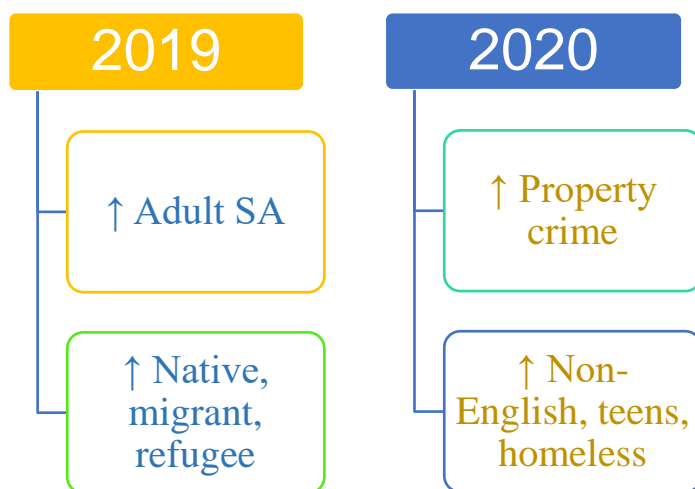 2019
↑ Adult SA
↑ Native,
migrant,
refugee
2020
↑ Property
crime
↑ Non-
English, teens,
homeless